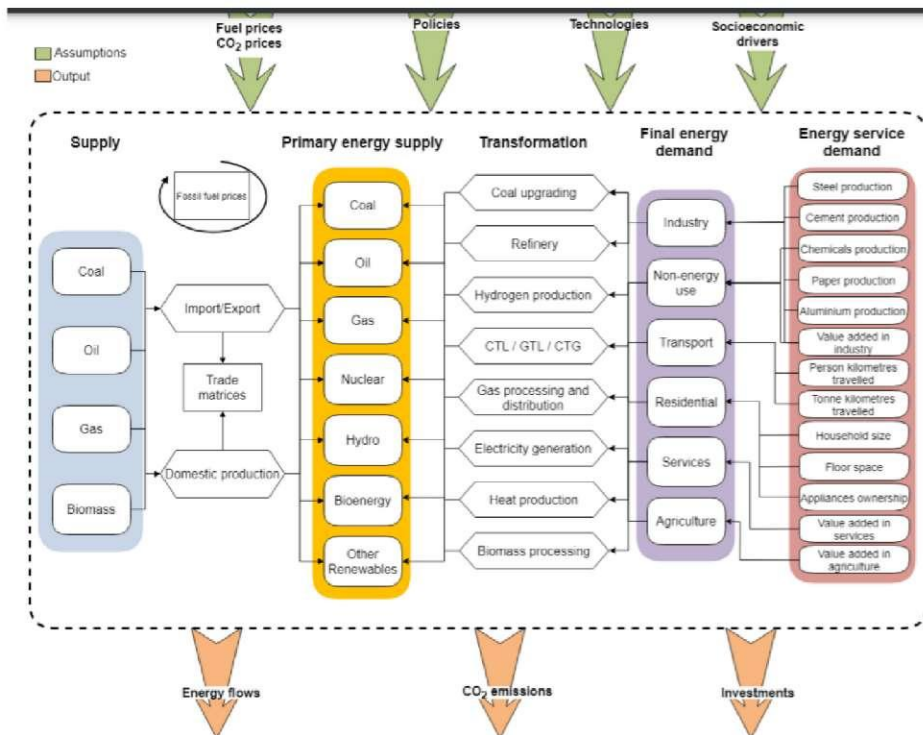 Fuel prices
CO₂ prices
Policies
Technologies
Socioeconomic
drivers
Assumptions
Output
Supply
Primary energy supply
Transformation
Final energy
demand
Energy service
demand
Fossil fuel prices
Coal
Oil
Gas
Biomass
Import/Export
Trade
matrices
Domestic production
Coal
Oil
Gas
Nuclear
Hydro
Bioenergy
Other
Renewables
Coal upgrading
Refinery
Hydrogen production
CTL / GTL / CTG
Gas processing and
distribution
Electricity generation
Heat production
Biomass processing
Industry
Non-energy
use
Transport
Residential
Services
Agriculture
Steel production
Cement production
Chemicals production
Paper production
Aluminium production
Value added in
industry
Person kilometres
travelled
Tonne kilometres
travelled
Household size
Floor space
Appliances ownership
Value added in
services
Value added in
agriculture
Energy flows
CO₂ emissions
Investments